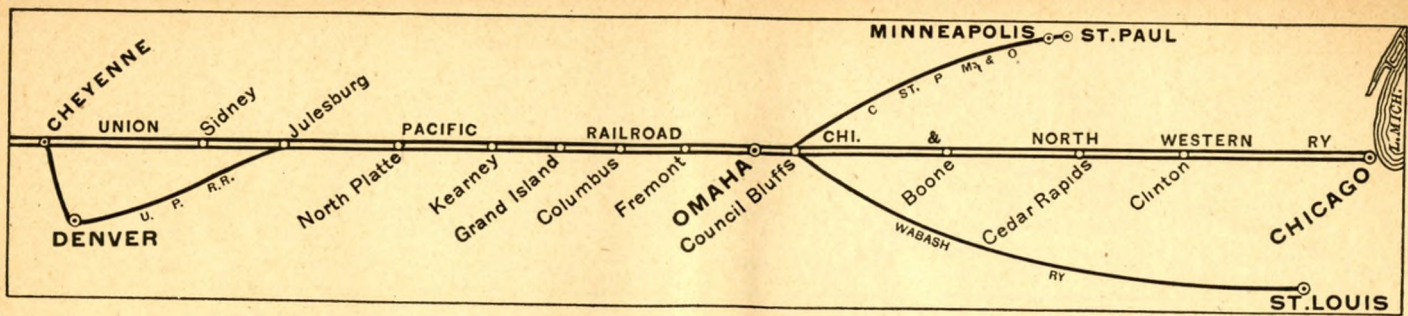 MINNEAPOLIS
ST. PAUL
C ST. P M. & O.
CHEYENNE
UNION PACIFIC RAILROAD
Sidney
Julesburg
U. P. R.R.
DENVER
North Platte
Kearney
Grand Island
Columbus
Fremont
OMAHA
Council Bluffs
CHI. & NORTH WESTERN RY
Boone
Cedar Rapids
Clinton
CHICAGO
L. MICH.
WABASH RY
ST. LOUIS